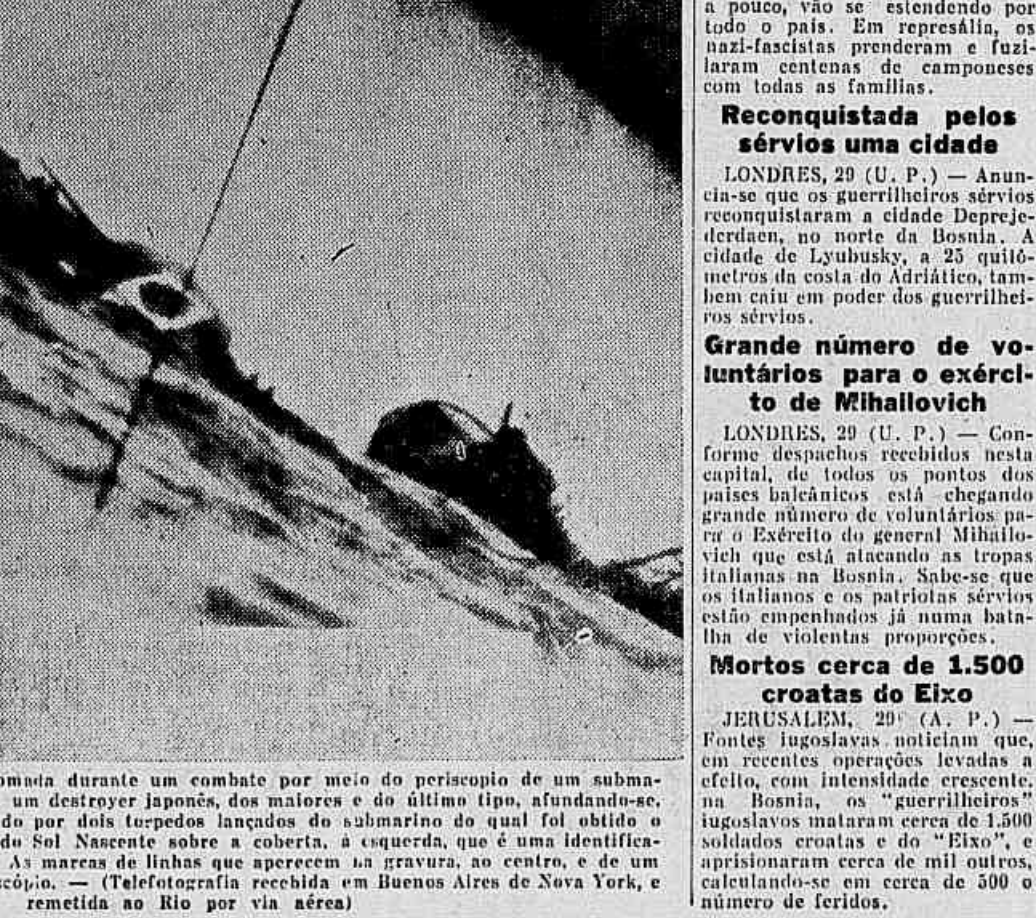 a pouco, vão se estendendo por
todo o país. Em represália, os
nazi-fascistas prenderam e fuzi-
laram centenas de camponeses
com todas as famílias.
Reconquistada pelos
sérvios uma cidade
LONDRES, 29 (U. P.) — Anun-
cia-se que os guerrilheiros sérvios
reconquistaram a cidade Depreje-
derdaen, no norte da Bosnia. A
cidade de Lyubusky, a 25 quilô-
metros da costa do Adriático, tam-
bem caiu em poder dos guerrilhei-
ros sérvios.
Grande número de vo-
luntários para o exérci-
to de Mihailovich
LONDRES, 29 (U. P.) — Con-
forme despachos recebidos nesta
capital, de todos os pontos dos
países balcânicos está chegando
grande número de voluntários pa-
ra o Exército do general Mihailo-
vich que está atacando as tropas
italianas na Bosnia. Sabe-se que
os italianos e os patriotas sérvios
estão empenhados já numa bata-
lha de violentas proporções.
Mortos cerca de 1.500
croatas do Eixo
JERUSALEM, 29 (A. P.) —
Fontes iugoslavas noticiam que,
em recentes operações levadas a
efeito, com intensidade crescente,
na Bosnia, os "guerrilheiros"
iugoslavos mataram cerca de 1.500
soldados croatas e do "Eixo", e
aprisionaram cerca de mil outros,
calculando-se em cerca de 500 o
número de feridos.
omada durante um combate por meio do periscopio de um subma-
um destroyer japonês, dos maiores e do último tipo, afundando-se,
do por dois torpedos lançados do submarino do qual foi obtido o
do Sol Nascente sobre a coberta, à esquerda, que é uma identifica-
As marcas de linhas que aparecem na gravura, ao centro, e de um
scópio. — (Telefotografia recebida em Buenos Aires de Nova York, e
remetida ao Rio por via aérea)